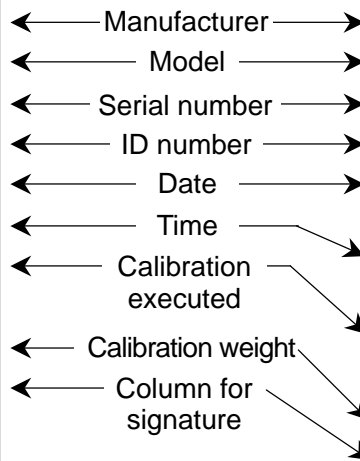 Manufacturer
Model
Serial number
ID number
Date
Time
Calibration
executed
Calibration weight
Column for
signature